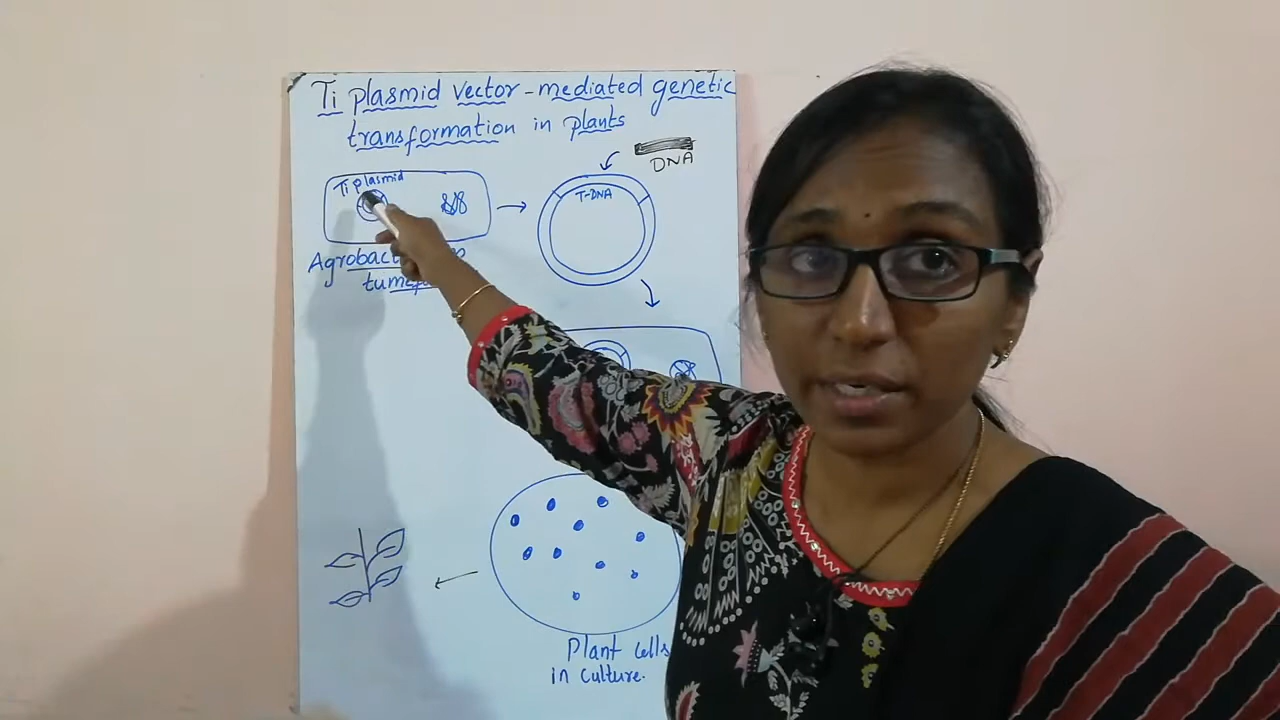 Ti plasmid vector-mediated genetic
transformation in plants
DNA
Ti plasmid
T-DNA
Plant cells
in culture.